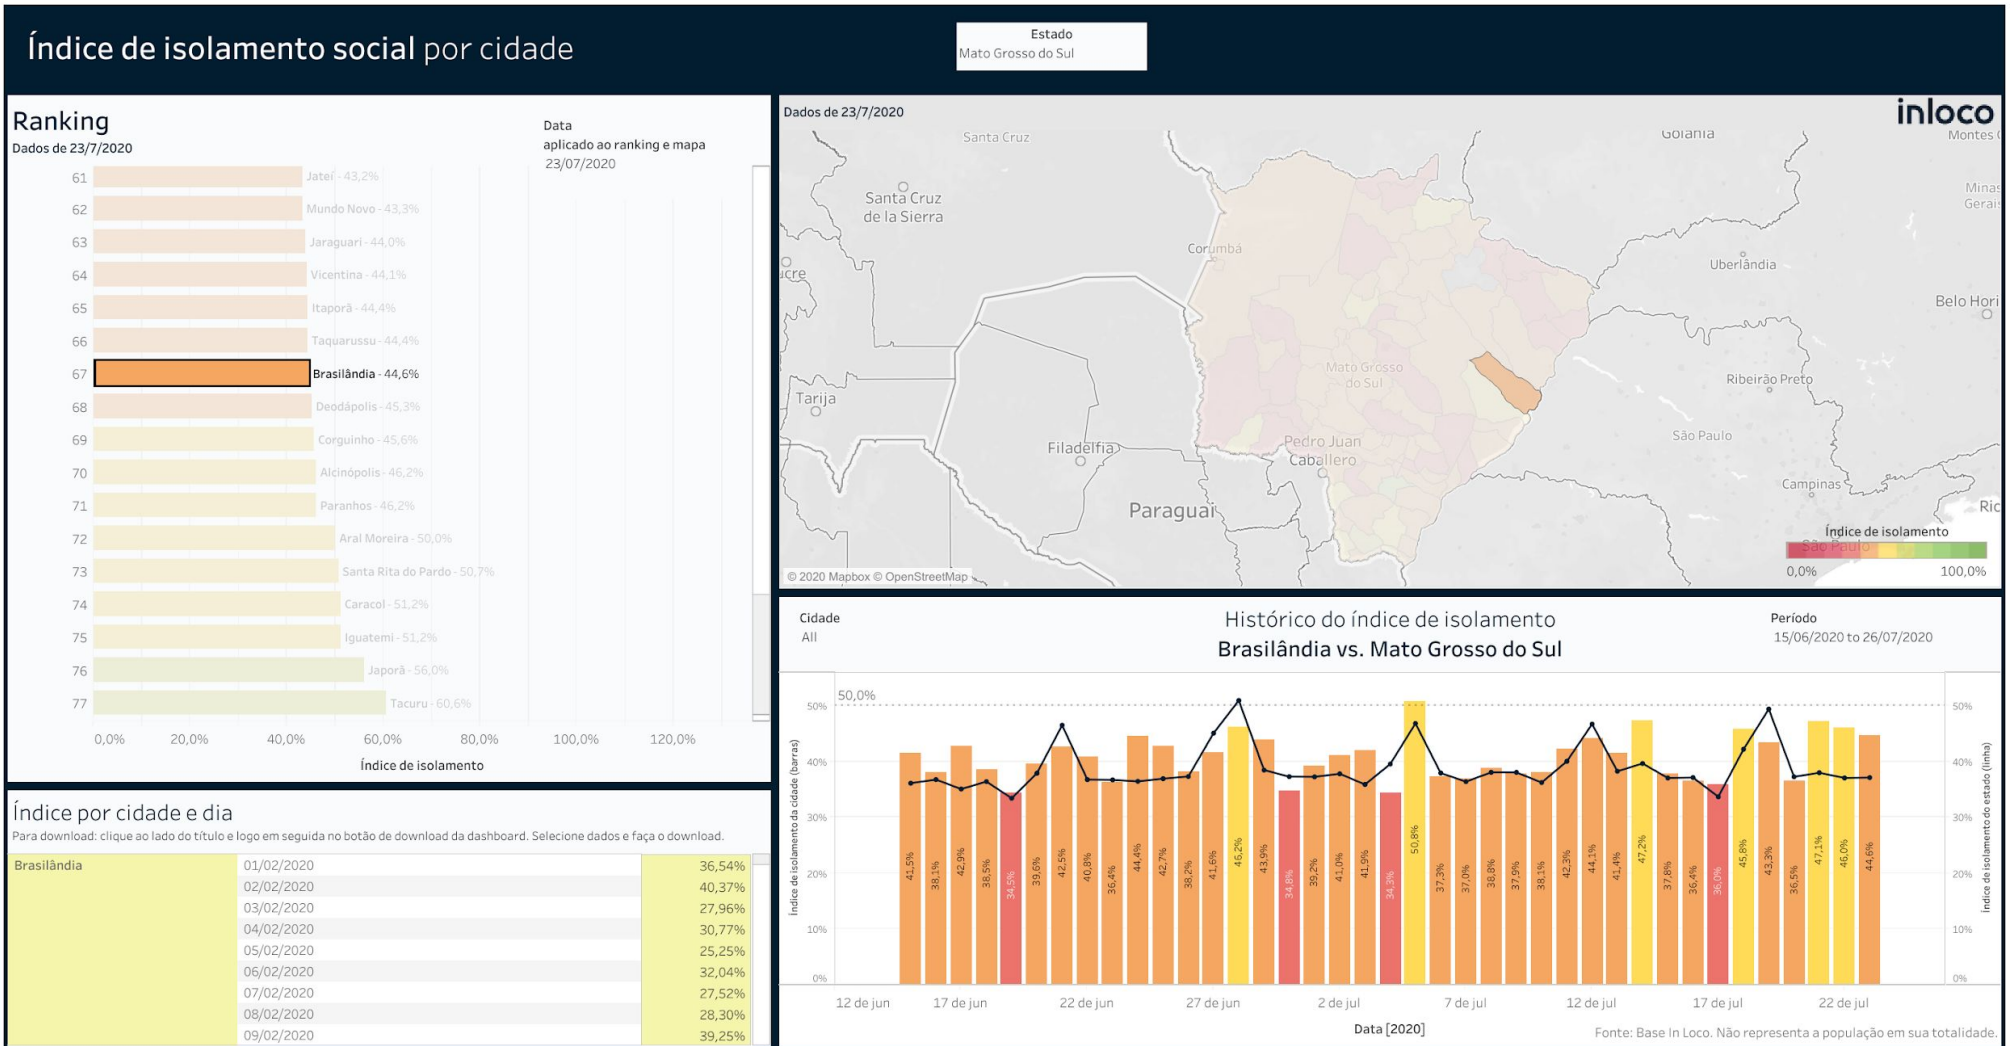 Índice de isolamento social por cidade
Estado
Mato Grosso do Sul
Ranking
Dados de 23/7/2020
Data
aplicado ao ranking e mapa
23/07/2020
61 Jateí - 43,2%
62 Mundo Novo - 43,3%
63 Jaraguari - 44,0%
64 Vicentina - 44,1%
65 Itaporã - 44,4%
66 Taquarussu - 44,4%
67 Brasilândia - 44,6%
68 Deodápolis - 45,3%
69 Corguinho - 45,6%
70 Alcinópolis - 46,2%
71 Paranhos - 46,2%
72 Aral Moreira - 50,0%
73 Santa Rita do Pardo - 50,7%
74 Caracol - 51,2%
75 Iguatemi - 51,2%
76 Japorã - 56,0%
77 Tacuru - 60,6%
0,0% 20,0% 40,0% 60,0% 80,0% 100,0% 120,0%
Índice de isolamento
Índice por cidade e dia
Para download: clique ao lado do título e logo em seguida no botão de download da dashboard. Selecione dados e faça o download.
Brasilândia 01/02/2020 36,54%
02/02/2020 40,37%
03/02/2020 27,96%
04/02/2020 30,77%
05/02/2020 25,25%
06/02/2020 32,04%
07/02/2020 27,52%
08/02/2020 28,30%
09/02/2020 39,25%
Dados de 23/7/2020
inloco
Santa Cruz
Goiânia
Montes
Minas
Gerais
Santa Cruz
de la Sierra
Corumbá
Uberlândia
ucre
Belo Hori
Mato Grosso
do Sul
Ribeirão Preto
Tarija
Pedro Juan
Caballero
Filadelfia
São Paulo
Campinas
Paraguai
Ric
Índice de isolamento
São Paulo
0,0% 100,0%
© 2020 Mapbox © OpenStreetMap
Cidade
All
Histórico do índice de isolamento
Brasilândia vs. Mato Grosso do Sul
Período
15/06/2020 to 26/07/2020
50,0%
Índice de isolamento da cidade (barras)
50%
40%
30%
20%
10%
0%
41,5% 38,1% 42,9% 38,5% 34,5% 39,6% 42,5% 40,8% 36,4% 44,4% 42,7% 38,2% 41,6% 46,2% 43,9% 34,8% 39,2% 41,0% 41,9% 34,3% 50,8% 37,3% 37,0% 38,8% 37,9% 38,1% 42,3% 44,1% 41,4% 47,2% 37,8% 36,4% 36,0% 45,8% 43,3% 36,5% 47,1% 46,0% 44,6%
50%
40%
30%
20%
10%
0%
Índice de isolamento do estado (linha)
12 de jun 17 de jun 22 de jun 27 de jun 2 de jul 7 de jul 12 de jul 17 de jul 22 de jul
Data [2020]
Fonte: Base In Loco. Não representa a população em sua totalidade.